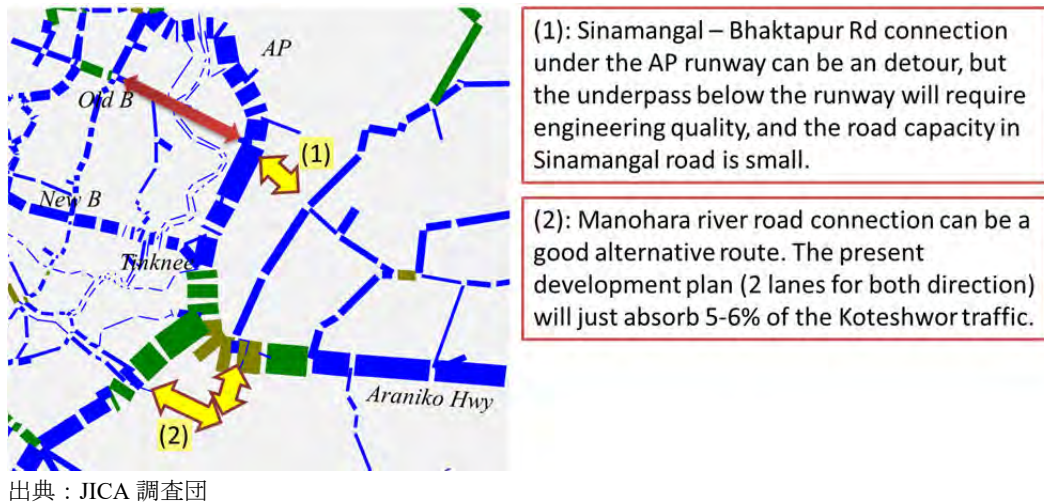 AP
Old B
(1)
New B
Tinknee
Araniko Hwy
(2)
(1): Sinamangal – Bhaktapur Rd connection
under the AP runway can be an detour, but
the underpass below the runway will require
engineering quality, and the road capacity in
Sinamangal road is small.
(2): Manohara river road connection can be a
good alternative route. The present
development plan (2 lanes for both direction)
will just absorb 5-6% of the Koteshwor traffic.
出典：JICA 調査団